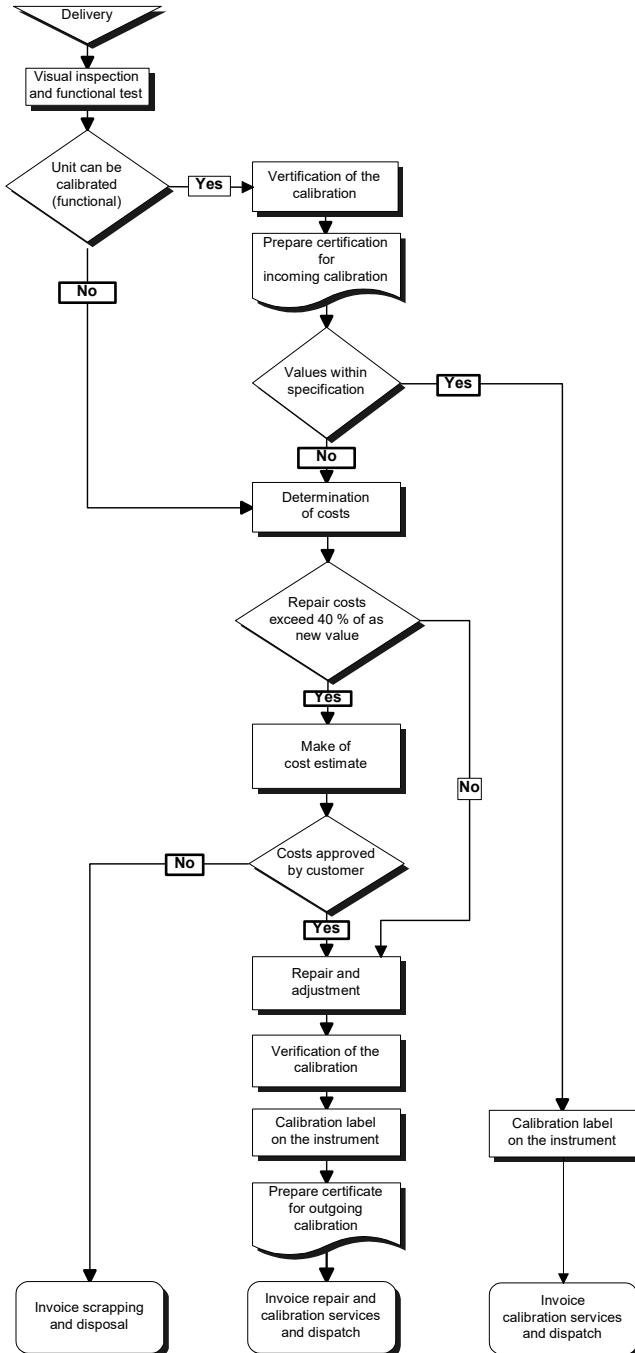 Delivery
Visual inspection
and functional test
Unit can be
calibrated
(functional)
Yes
Vertification of the
calibration
Prepare certification
for
incoming calibration
No
Values within
specification
Yes
No
Determination
of costs
Repair costs
exceed 40 % of as
new value
Yes
Make of
cost estimate
No
Costs approved
by customer
No
Yes
Repair and
adjustment
Verification of the
calibration
Calibration label
on the instrument
Calibration label
on the instrument
Prepare certificate
for outgoing
calibration
Invoice scrapping
and disposal
Invoice repair and
calibration services
and dispatch
Invoice
calibration services
and dispatch